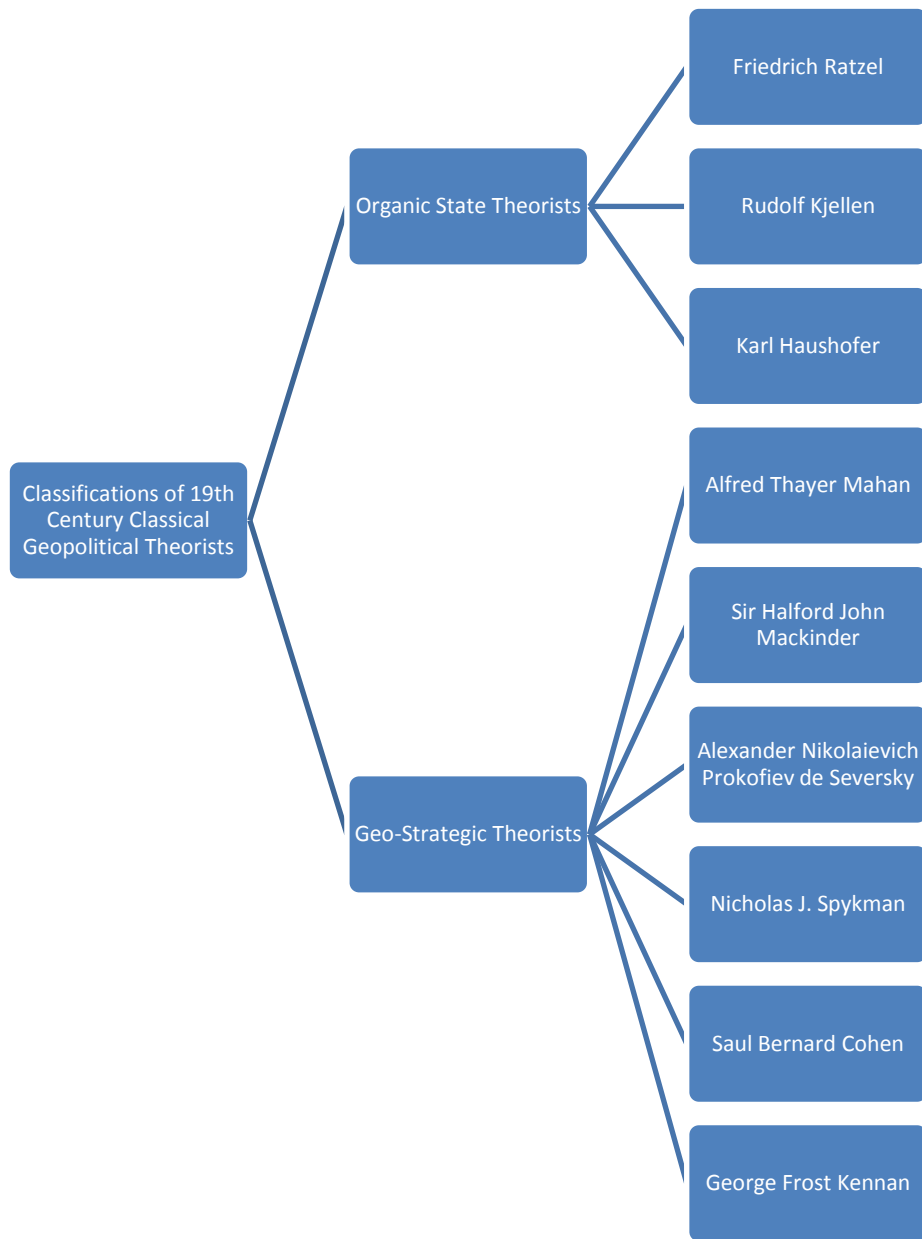 Classifications of 19th
Century Classical
Geopolitical Theorists
Organic State Theorists
Friedrich Ratzel
Rudolf Kjellen
Karl Haushofer
Geo-Strategic Theorists
Alfred Thayer Mahan
Sir Halford John
Mackinder
Alexander Nikolaievich
Prokofiev de Seversky
Nicholas J. Spykman
Saul Bernard Cohen
George Frost Kennan